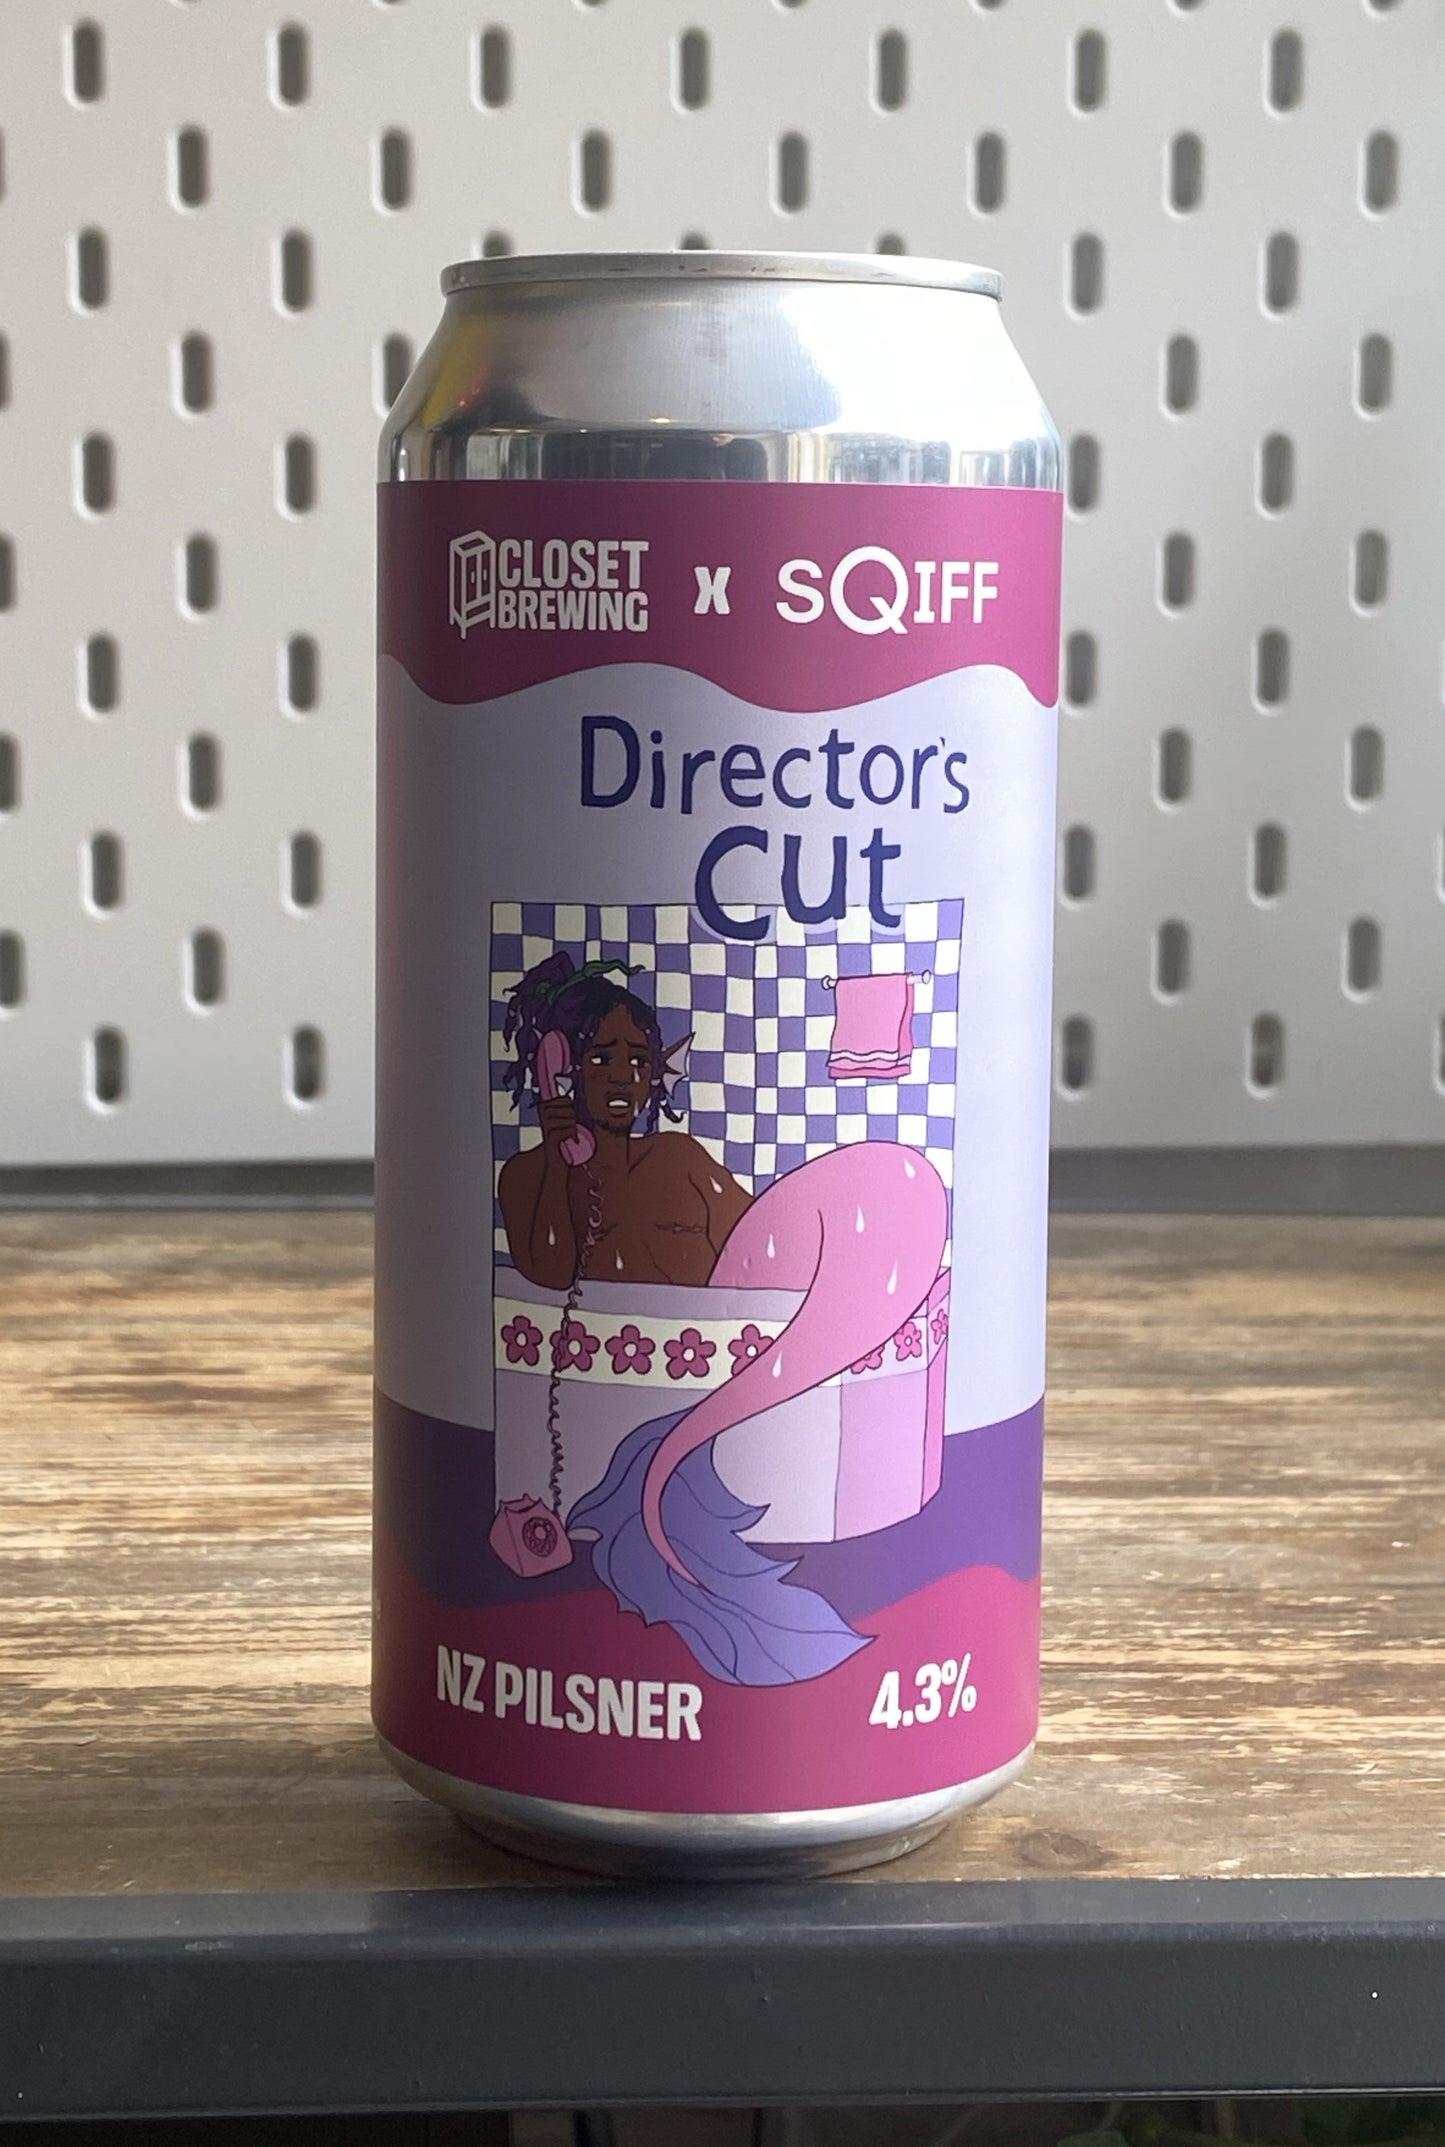 CLOSET
BREWING
X
SQIFF
Director's
Cut
NZ PILSNER
4.3%